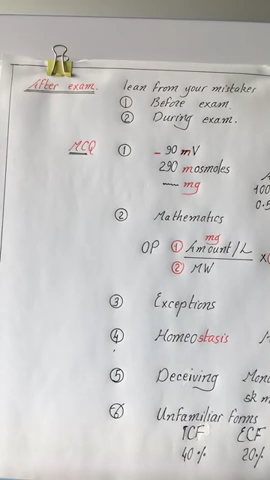 After exam. lean from your mistakes
① Before exam.
② During exam.
MCQ ① - 90 mV
290 mosmoles
mg
② Mathematics
mg
OP ① Amount/L
② MW
③ Exceptions
④ Homeostasis
⑤ Deceiving
sk m
⑥ Unfamiliar forms
ICF ECF
40% 20%